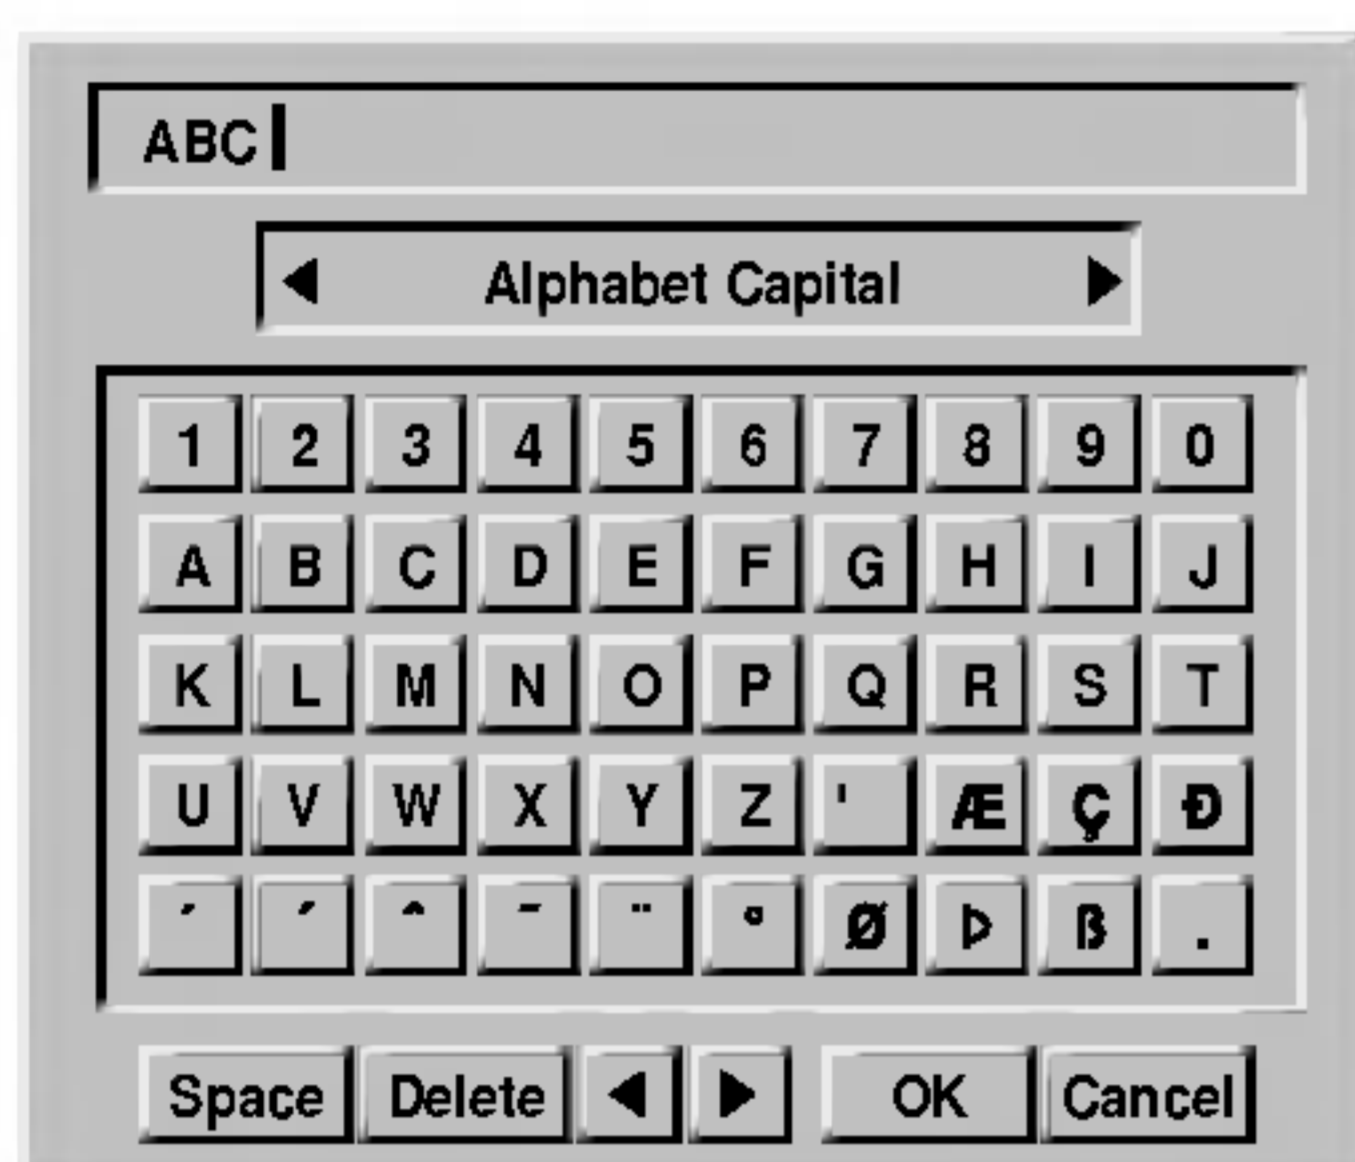 ABC
◀ Alphabet Capital ▶
1 2 3 4 5 6 7 8 9 0
A B C D E F G H I J
K L M N O P Q R S T
U V W X Y Z ' Æ Ç Đ
´ ´ ˆ ˜ ¨ ° Ø Þ ß .
Space Delete ◀ ▶ OK Cancel